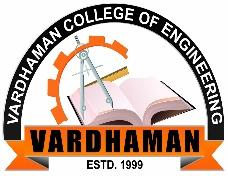 VARDHAMAN COLLEGE OF ENGINEERING
VARDHAMAN
ESTD. 1999